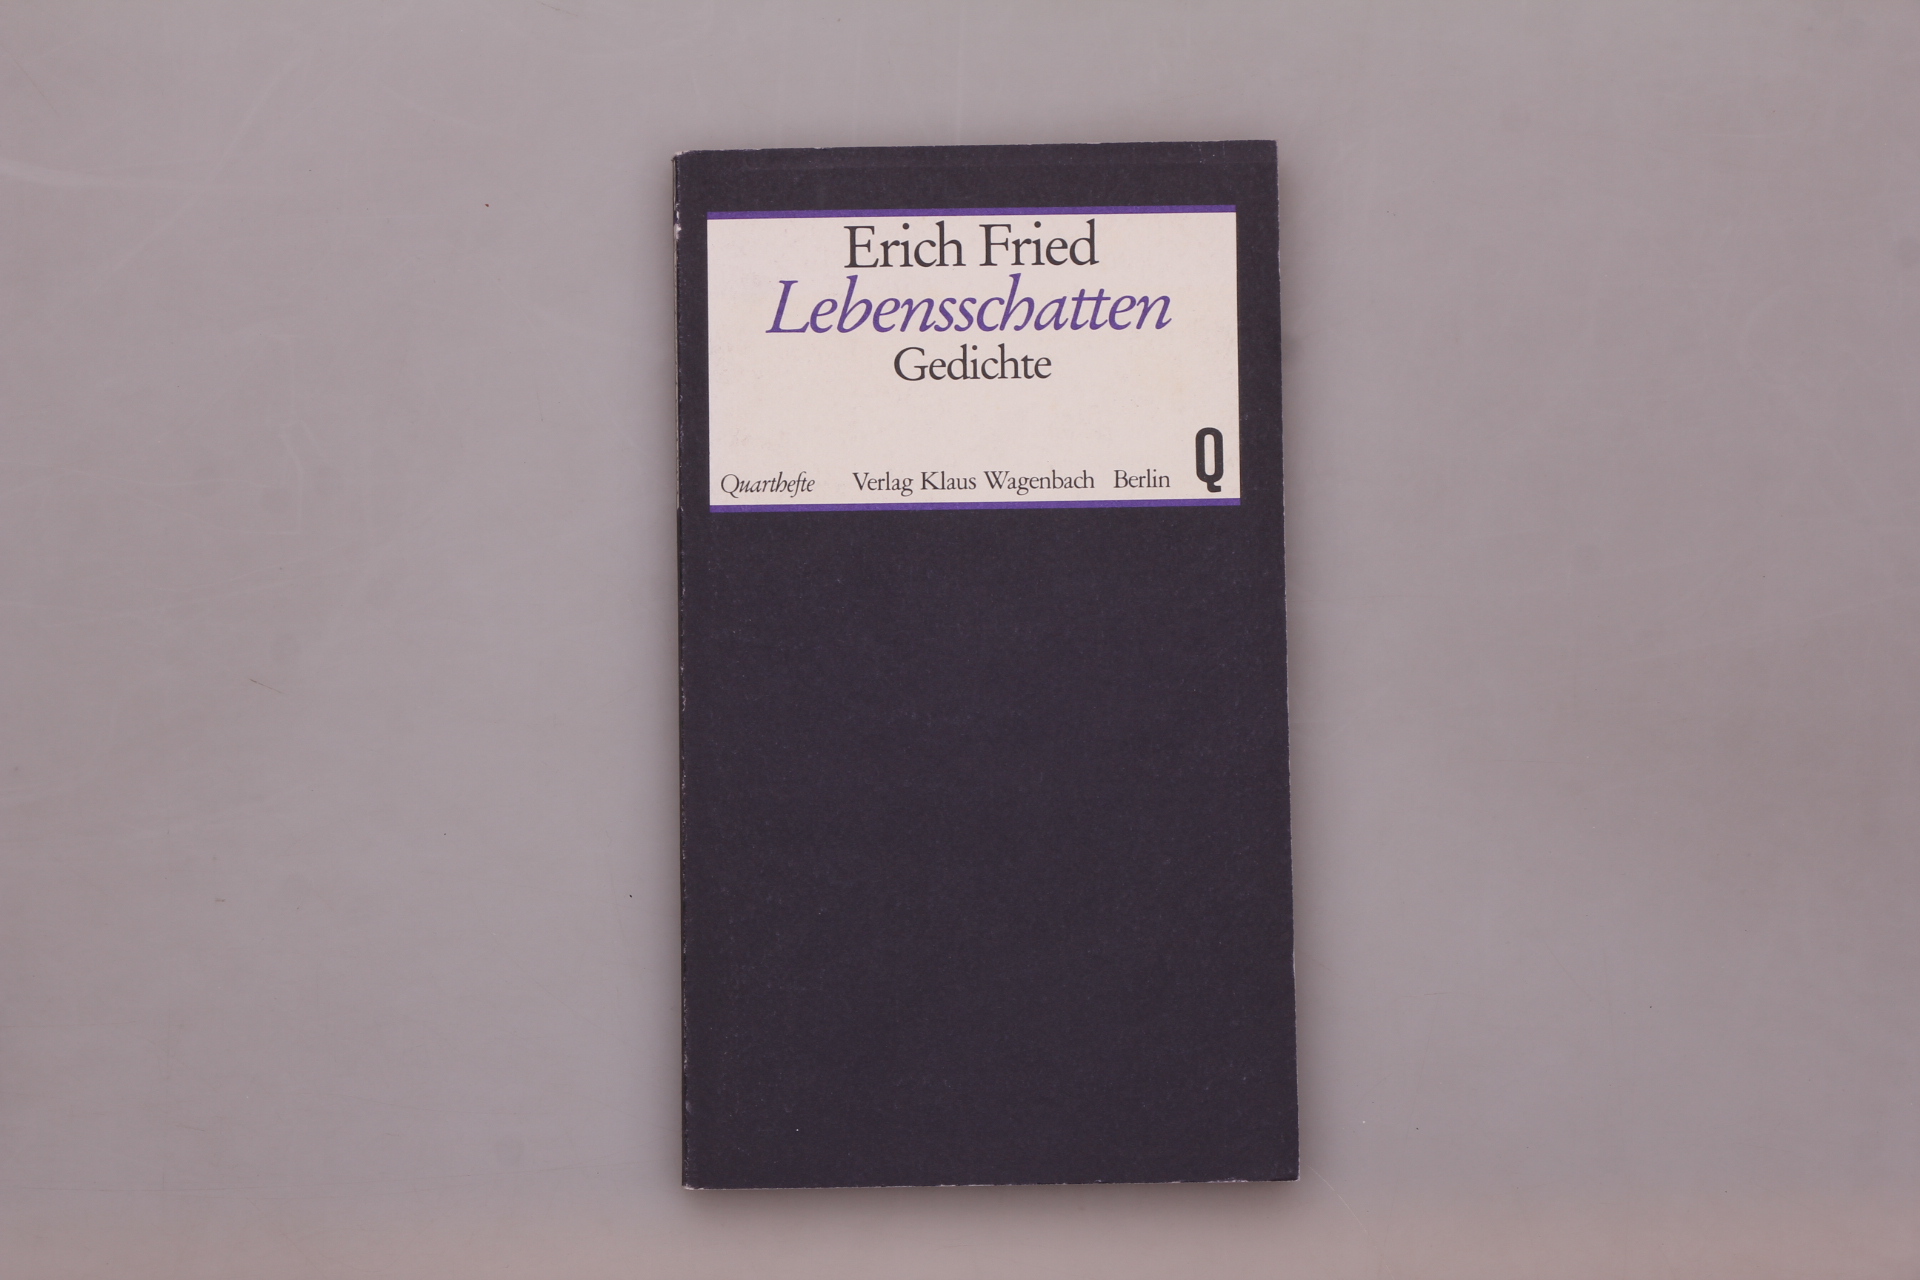 Erich Fried
Lebensschatten
Gedichte
Q
Quarthefte Verlag Klaus Wagenbach Berlin